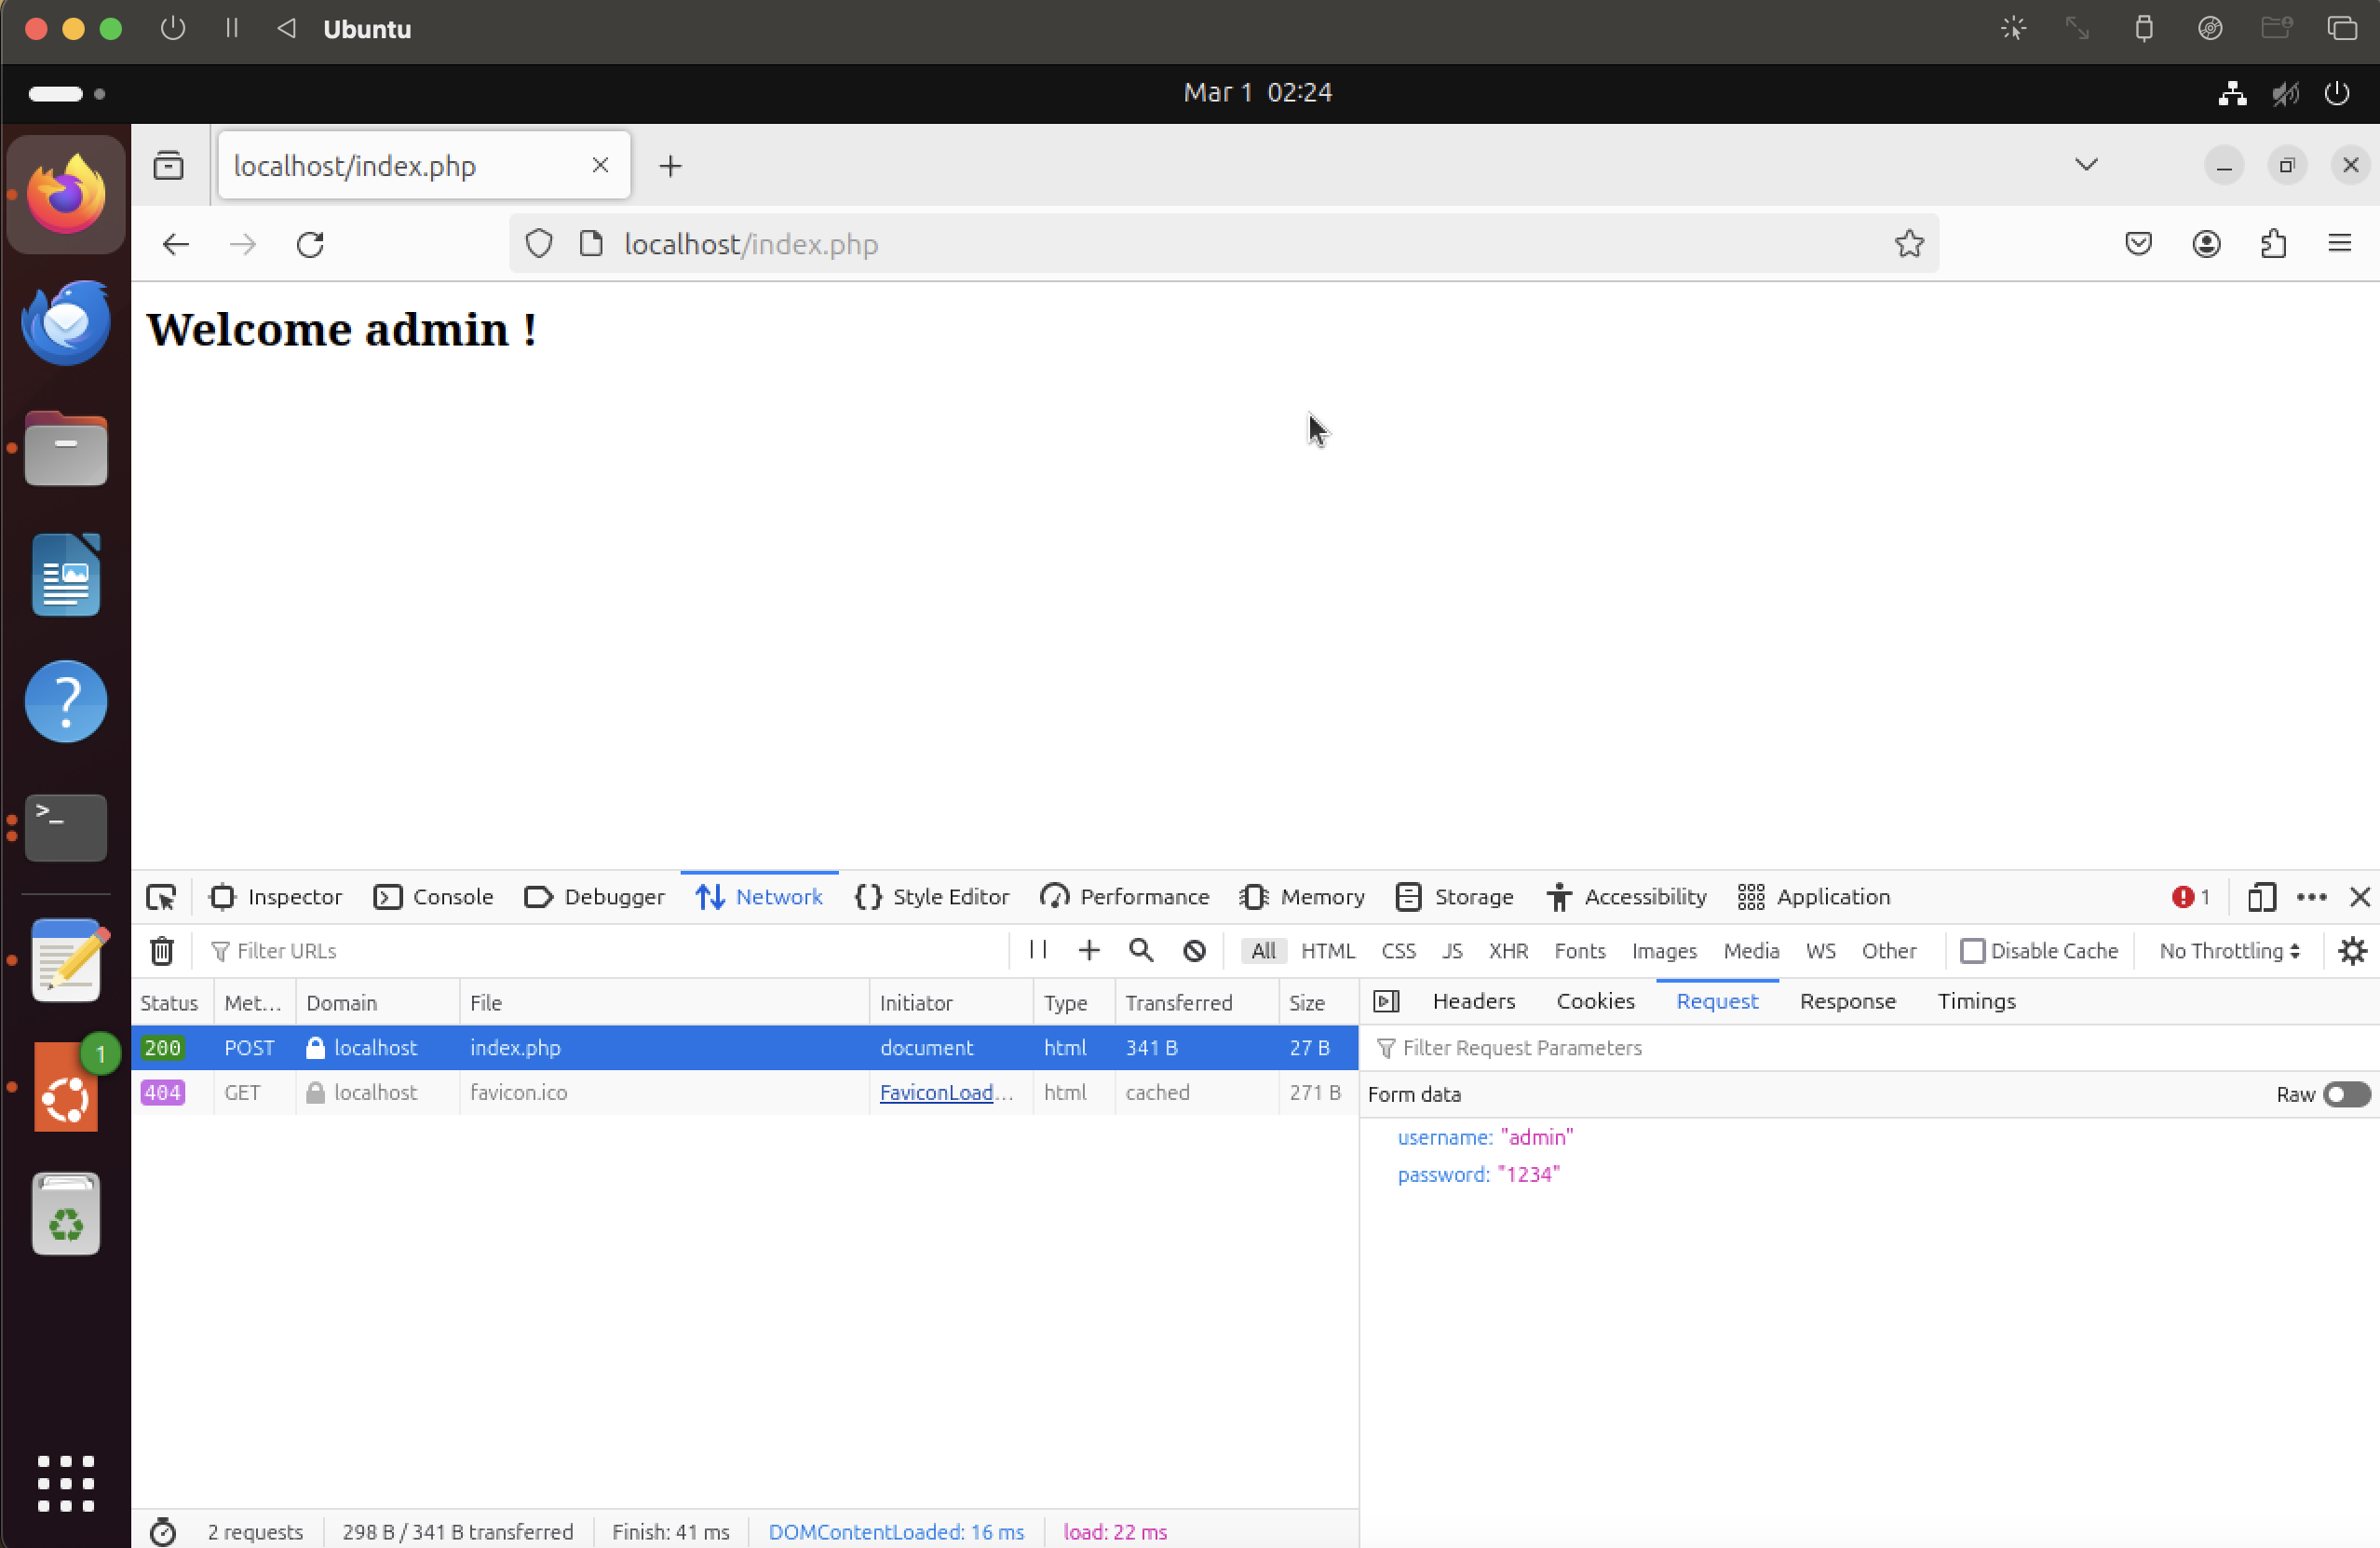 Ubuntu
Mar 1 02:24
localhost/index.php
localhost/index.php
Welcome admin !
Inspector Console Debugger Network Style Editor Performance Memory Storage Accessibility Application 1
Filter URLs All HTML CSS JS XHR Fonts Images Media WS Other Disable Cache No Throttling
Status Met... Domain File Initiator Type Transferred Size Headers Cookies Request Response Timings
200 POST localhost index.php document html 341 B 27 B Filter Request Parameters
404 GET localhost favicon.ico FaviconLoad... html cached 271 B Form data Raw
username: "admin"
password: "1234"
1
2 requests 298 B / 341 B transferred Finish: 41 ms DOMContentLoaded: 16 ms load: 22 ms